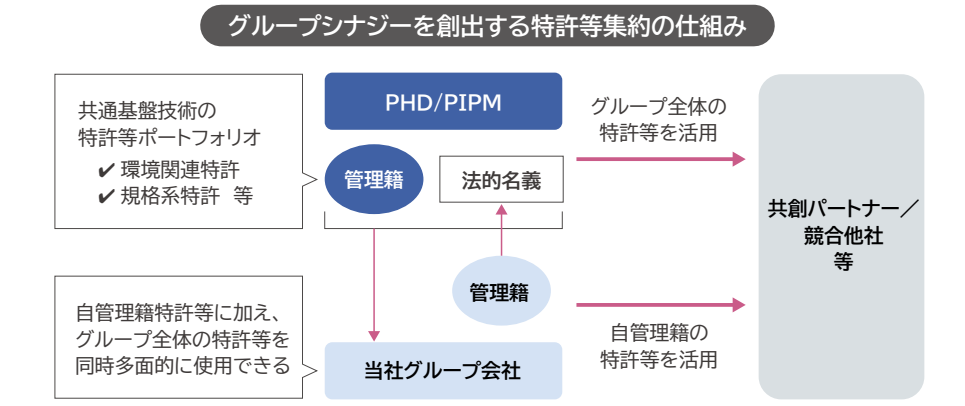 グループシナジーを創出する特許等集約の仕組み
共通基盤技術の
特許等ポートフォリオ
✔ 環境関連特許
✔ 規格系特許 等
PHD/PIPM
管理籍
法的名義
グループ全体の
特許等を活用
共創パートナー／
競合他社
等
管理籍
自管理籍特許等に加え、
グループ全体の特許等を
同時多面的に使用できる
当社グループ会社
自管理籍の
特許等を活用